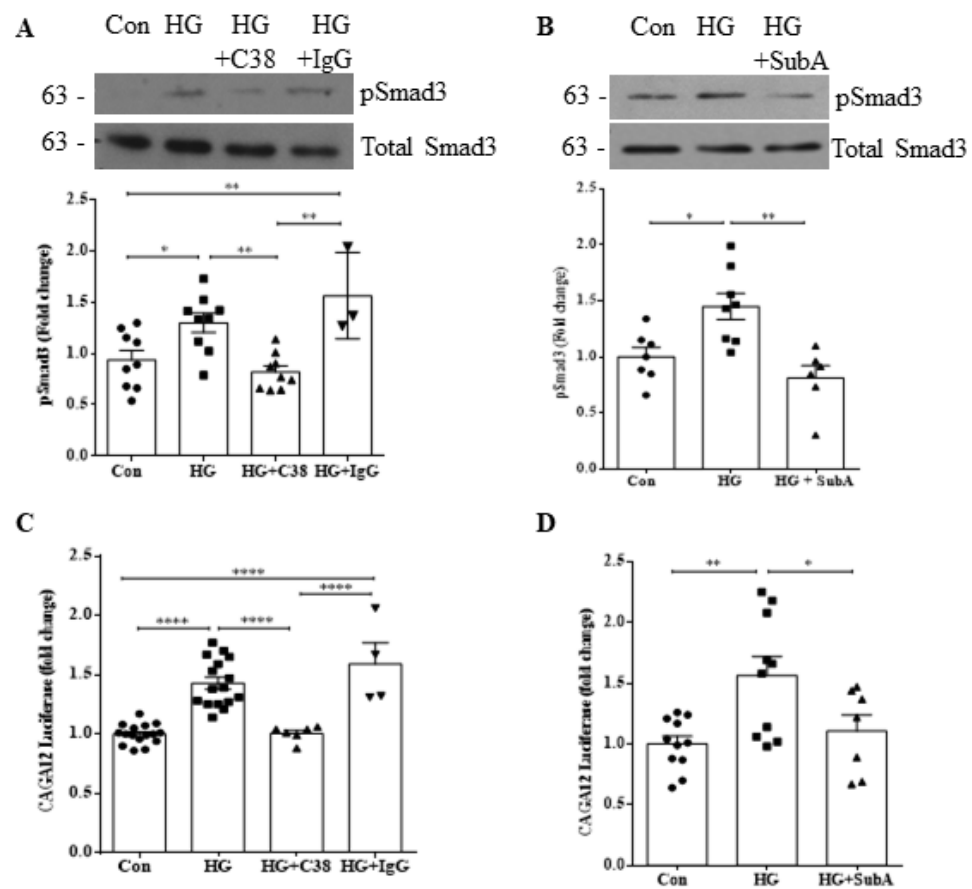 A
Con HG HG HG
+C38 +IgG
63 - pSmad3
63 - Total Smad3
**
**
* **
2.5
2.0
1.5
1.0
0.5
0.0
pSmad3 (Fold change)
Con HG HG+C38 HG+IgG
B
Con HG HG
+SubA
63 - pSmad3
63 - Total Smad3
* **
2.5
2.0
1.5
1.0
0.5
0.0
pSmad3 (Fold change)
Con HG HG + SubA
C
****
****
**** ****
2.5
2.0
1.5
1.0
0.5
0.0
CAGA12 Luciferase (fold change)
Con HG HG+C38 HG+IgG
D
** *
2.5
2.0
1.5
1.0
0.5
0.0
CAGA12 Luciferase (fold change)
Con HG HG+SubA